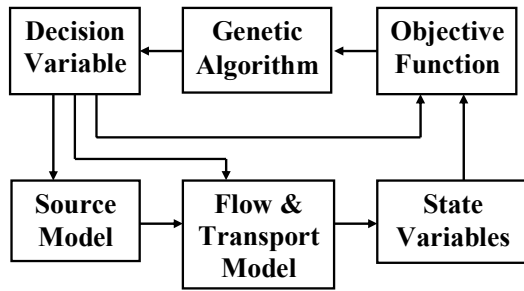 Decision
Variable
Genetic
Algorithm
Objective
Function
Source
Model
Flow &
Transport
Model
State
Variables